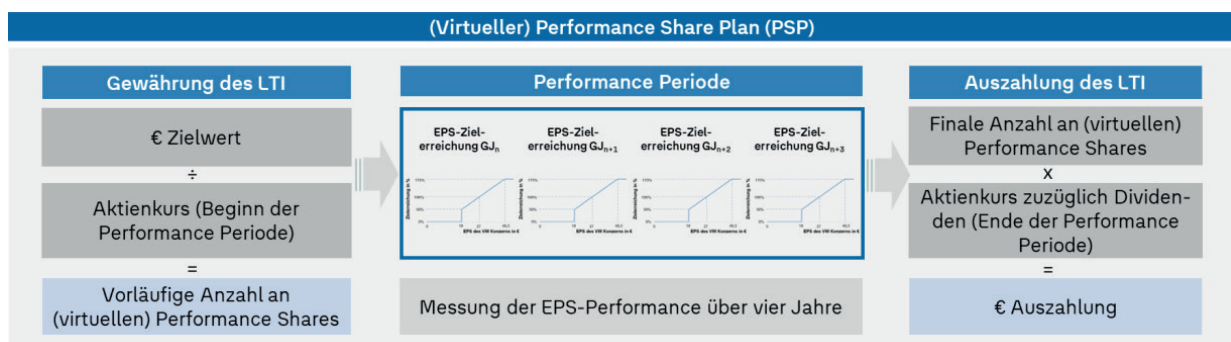 (Virtueller) Performance Share Plan (PSP)
Gewährung des LTI
€ Zielwert
÷
Aktienkurs (Beginn der
Performance Periode)
=
Vorläufige Anzahl an
(virtuellen) Performance Shares
Performance Periode
EPS-Ziel-
erreichung GJn
EPS-Ziel-
erreichung GJn+1
EPS-Ziel-
erreichung GJn+2
EPS-Ziel-
erreichung GJn+3
Messung der EPS-Performance über vier Jahre
Auszahlung des LTI
Finale Anzahl an (virtuellen)
Performance Shares
x
Aktienkurs zuzüglich Dividen-
den (Ende der Performance
Periode)
=
€ Auszahlung